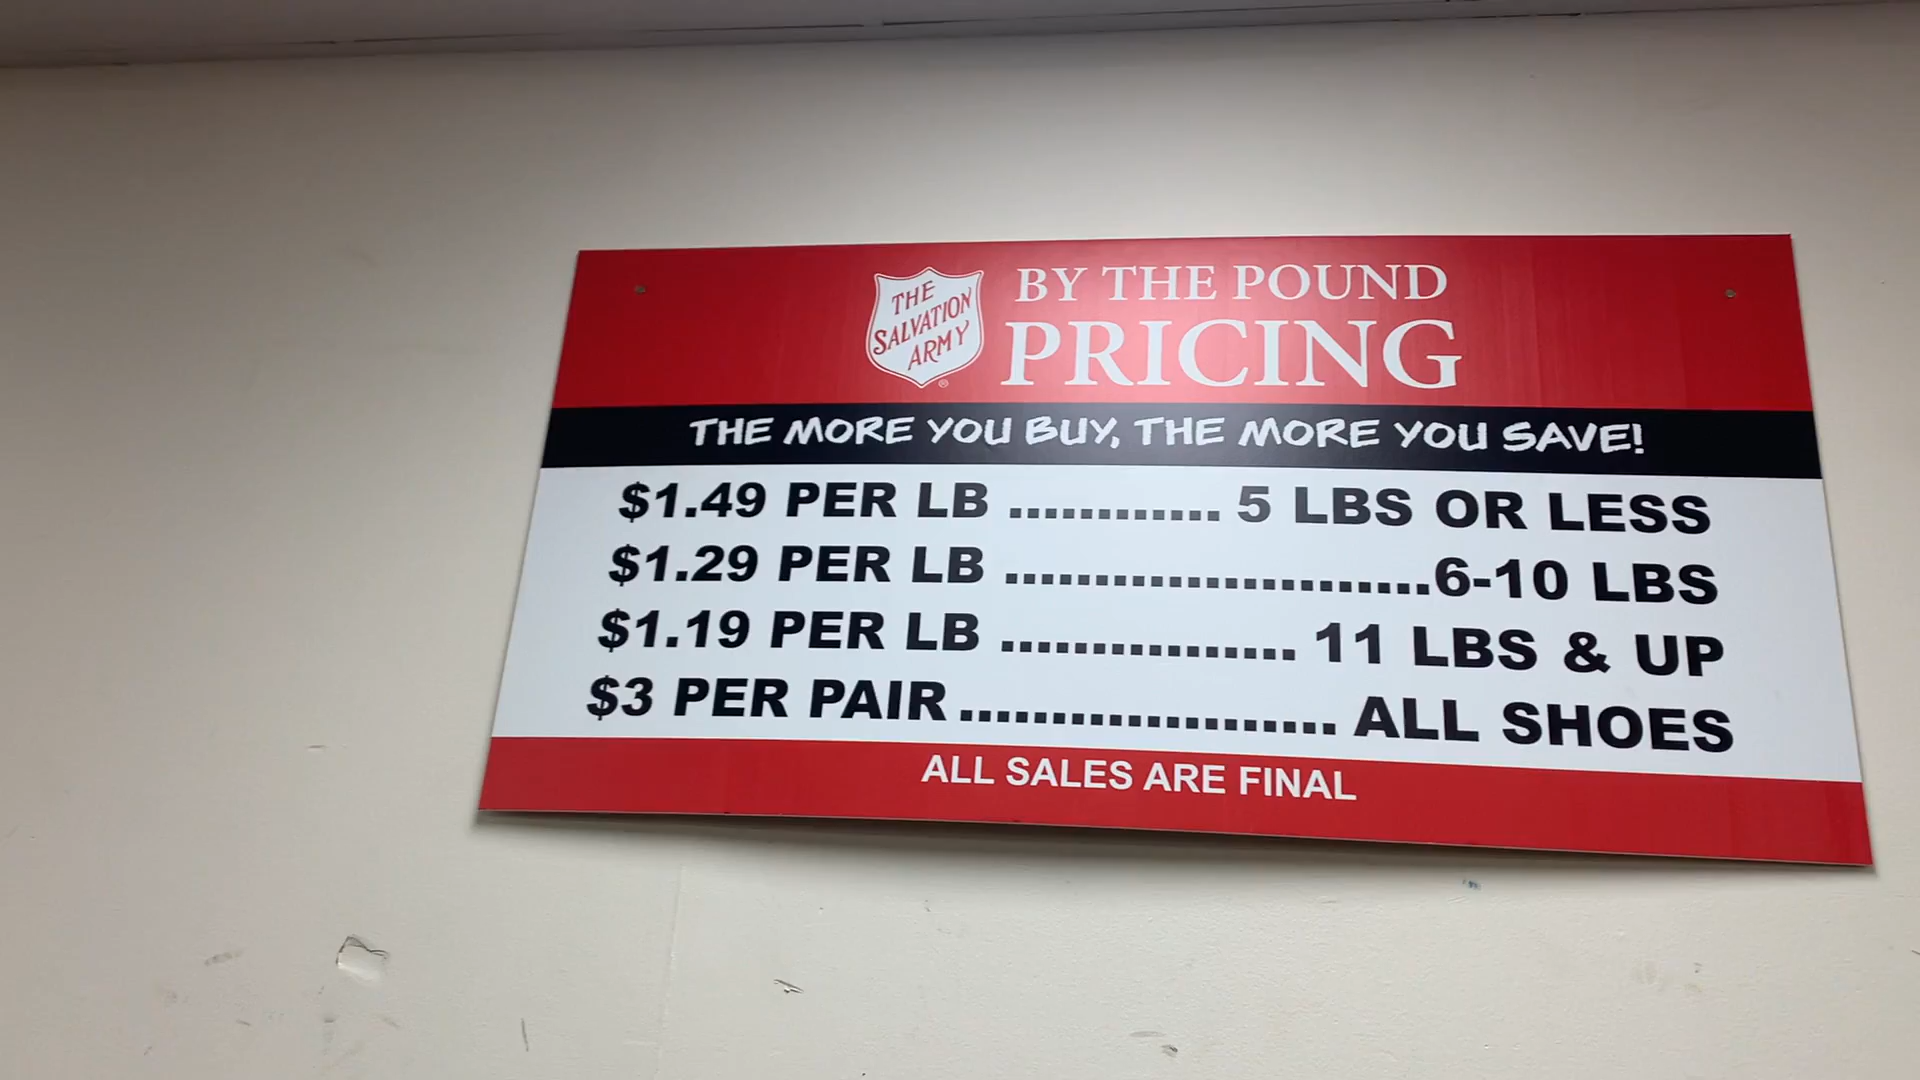 THE
SALVATION
ARMY
®
BY THE POUND
PRICING
THE MORE YOU BUY, THE MORE YOU SAVE!
$1.49 PER LB ............ 5 LBS OR LESS
$1.29 PER LB ........................6-10 LBS
$1.19 PER LB ................ 11 LBS & UP
$3 PER PAIR..................... ALL SHOES
ALL SALES ARE FINAL